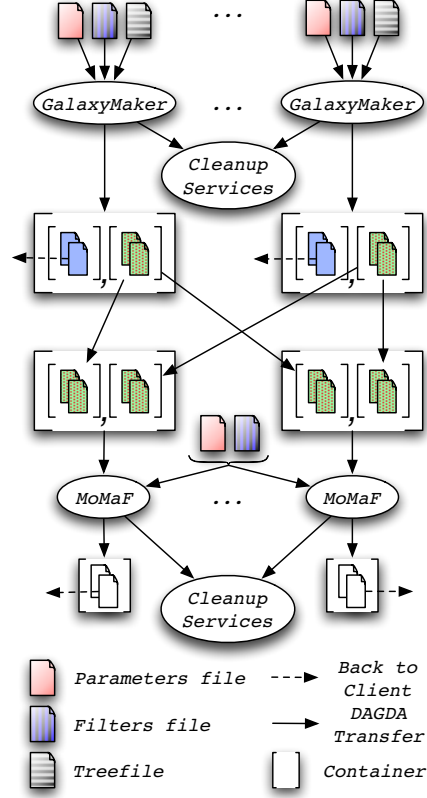 ...
GalaxyMaker ... GalaxyMaker
Cleanup
Services
[ [ ] , [ ] ] [ [ ] , [ ] ]
[ [ ] , [ ] ] [ [ ] , [ ] ]
MoMaF ... MoMaF
Cleanup
Services
Parameters file
Back to
Client
Filters file
DAGDA
Transfer
Treefile
[ ] Container